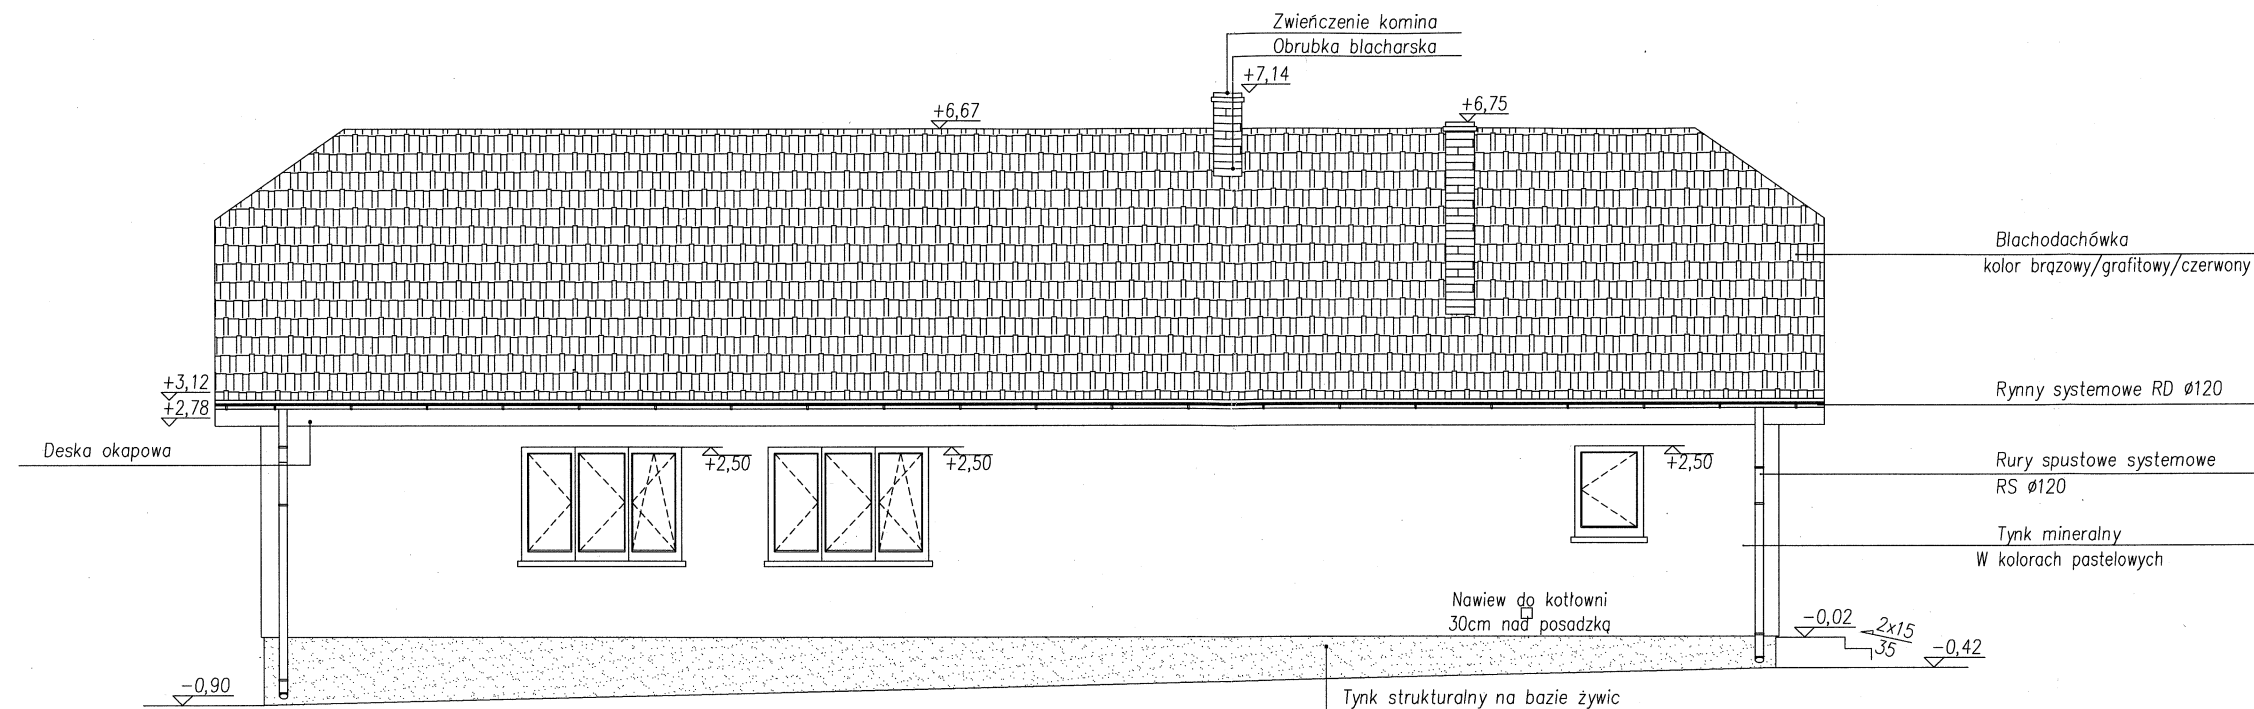 Zwieńczenie komina
Obrubka blacharska
+7,14
+6,67
+6,75
Blachodachówka
kolor brązowy/grafitowy/czerwony
+3,12
+2,78
Rynny systemowe RD ø120
Deska okapowa
+2,50
+2,50
+2,50
Rury spustowe systemowe
RS ø120
Tynk mineralny
W kolorach pastelowych
Nawiew do kotłowni
30cm nad posadzką
-0,02
2x15
35
-0,42
-0,90
Tynk strukturalny na bazie żywic